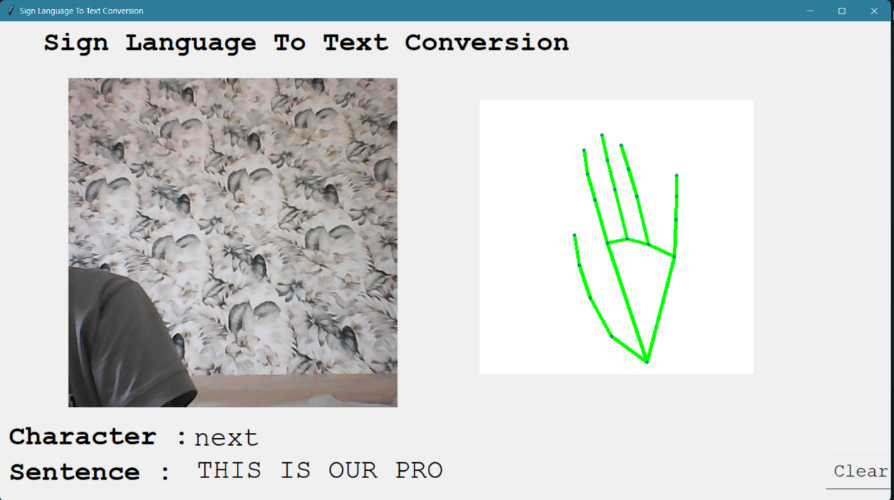 Sign Language To Text Conversion
Sign Language To Text Conversion
Character : next
Sentence : THIS IS OUR PRO
Clear